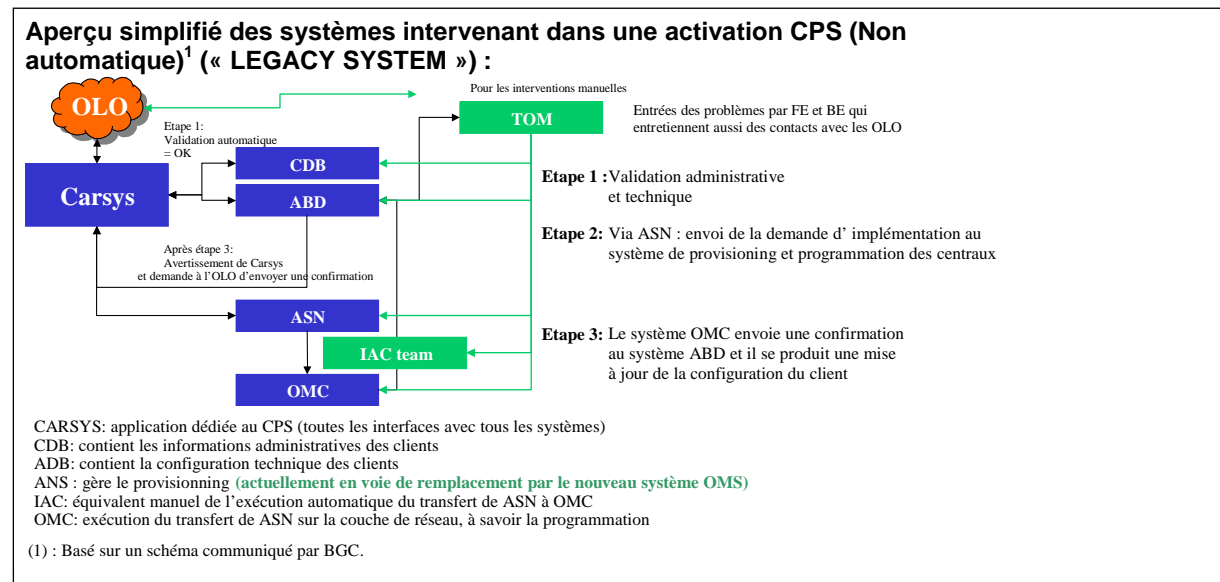 Aperçu simplifié des systèmes intervenant dans une activation CPS (Non
automatique)1 (« LEGACY SYSTEM ») :
OLO
Pour les interventions manuelles
TOM
Entrées des problèmes par FE et BE qui
entretiennent aussi des contacts avec les OLO
Etape 1:
Validation automatique
= OK
CDB
Carsys
ABD
Etape 1 :Validation administrative
et technique
Etape 2: Via ASN : envoi de la demande d’ implémentation au
système de provisioning et programmation des centraux
Après étape 3:
Avertissement de Carsys
et demande à l’OLO d’envoyer une confirmation
ASN
IAC team
OMC
Etape 3: Le système OMC envoie une confirmation
au système ABD et il se produit une mise
à jour de la configuration du client
CARSYS: application dédiée au CPS (toutes les interfaces avec tous les systèmes)
CDB: contient les informations administratives des clients
ADB: contient la configuration technique des clients
ANS : gère le provisionning (actuellement en voie de remplacement par le nouveau système OMS)
IAC: équivalent manuel de l’exécution automatique du transfert de ASN à OMC
OMC: exécution du transfert de ASN sur la couche de réseau, à savoir la programmation
(1) : Basé sur un schéma communiqué par BGC.